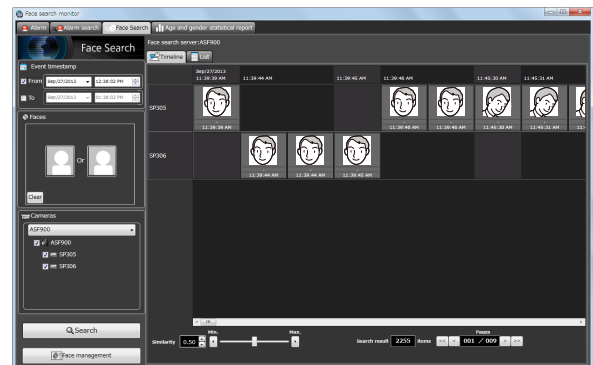 Face search monitor
Alarm
Alarm search
Face Search
Age and gender statistical report
Face Search
Face search server:ASF900
Timeline
List
Event timestamp
From Sep/27/2013 12:38:02 PM
To Sep/27/2013 01:38:02 PM
Faces
Or
Clear
Cameras
ASF900
ASF900
SP305
SP306
Search
Face management
Sep/27/2013
11:39:39 AM 11:39:44 AM 11:39:45 AM 11:39:46 AM 11:45:30 AM 11:45:31 AM
SP305
11:39:39 AM 11:39:46 AM 11:39:46 AM 11:45:30 AM 11:45:31 AM
SP306
11:39:44 AM 11:39:44 AM 11:39:45 AM
Min. Max.
Similarity 0.50
Search result 2255 items
Pages
<< < 001 / 009 > >>